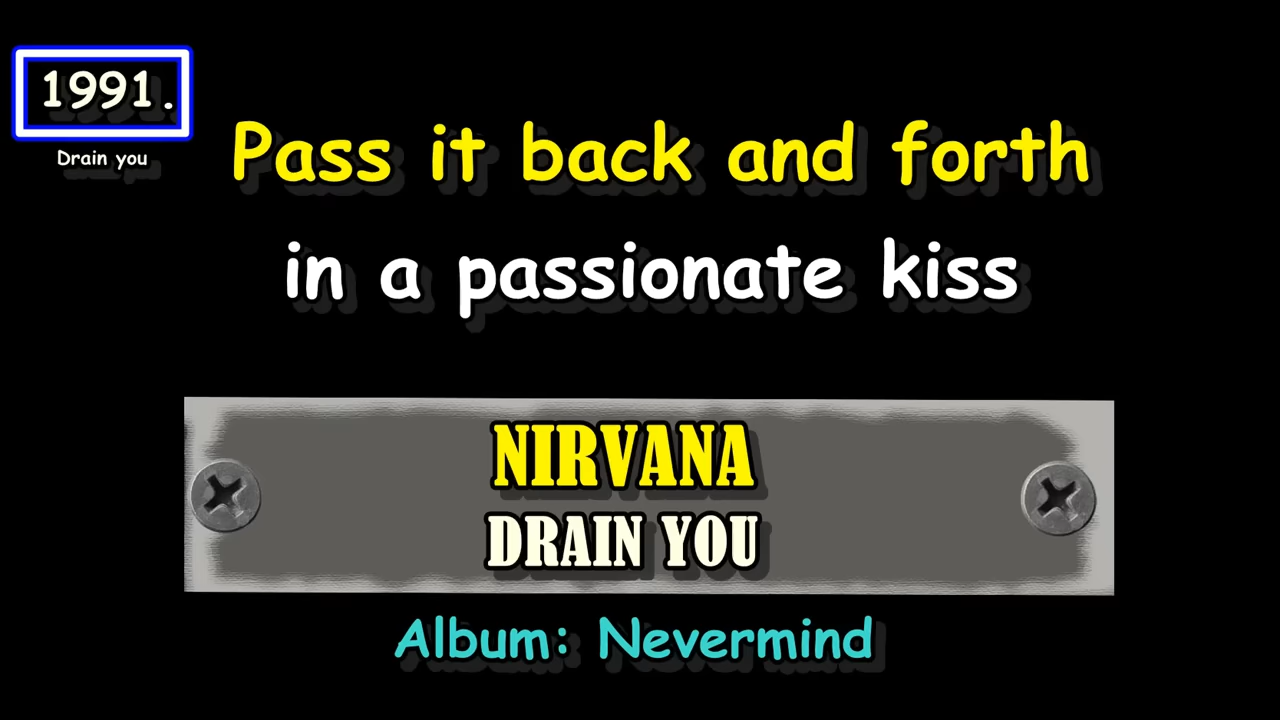 1991.
Drain you
Pass it back and forth
in a passionate kiss
NIRVANA
DRAIN YOU
Album: Nevermind